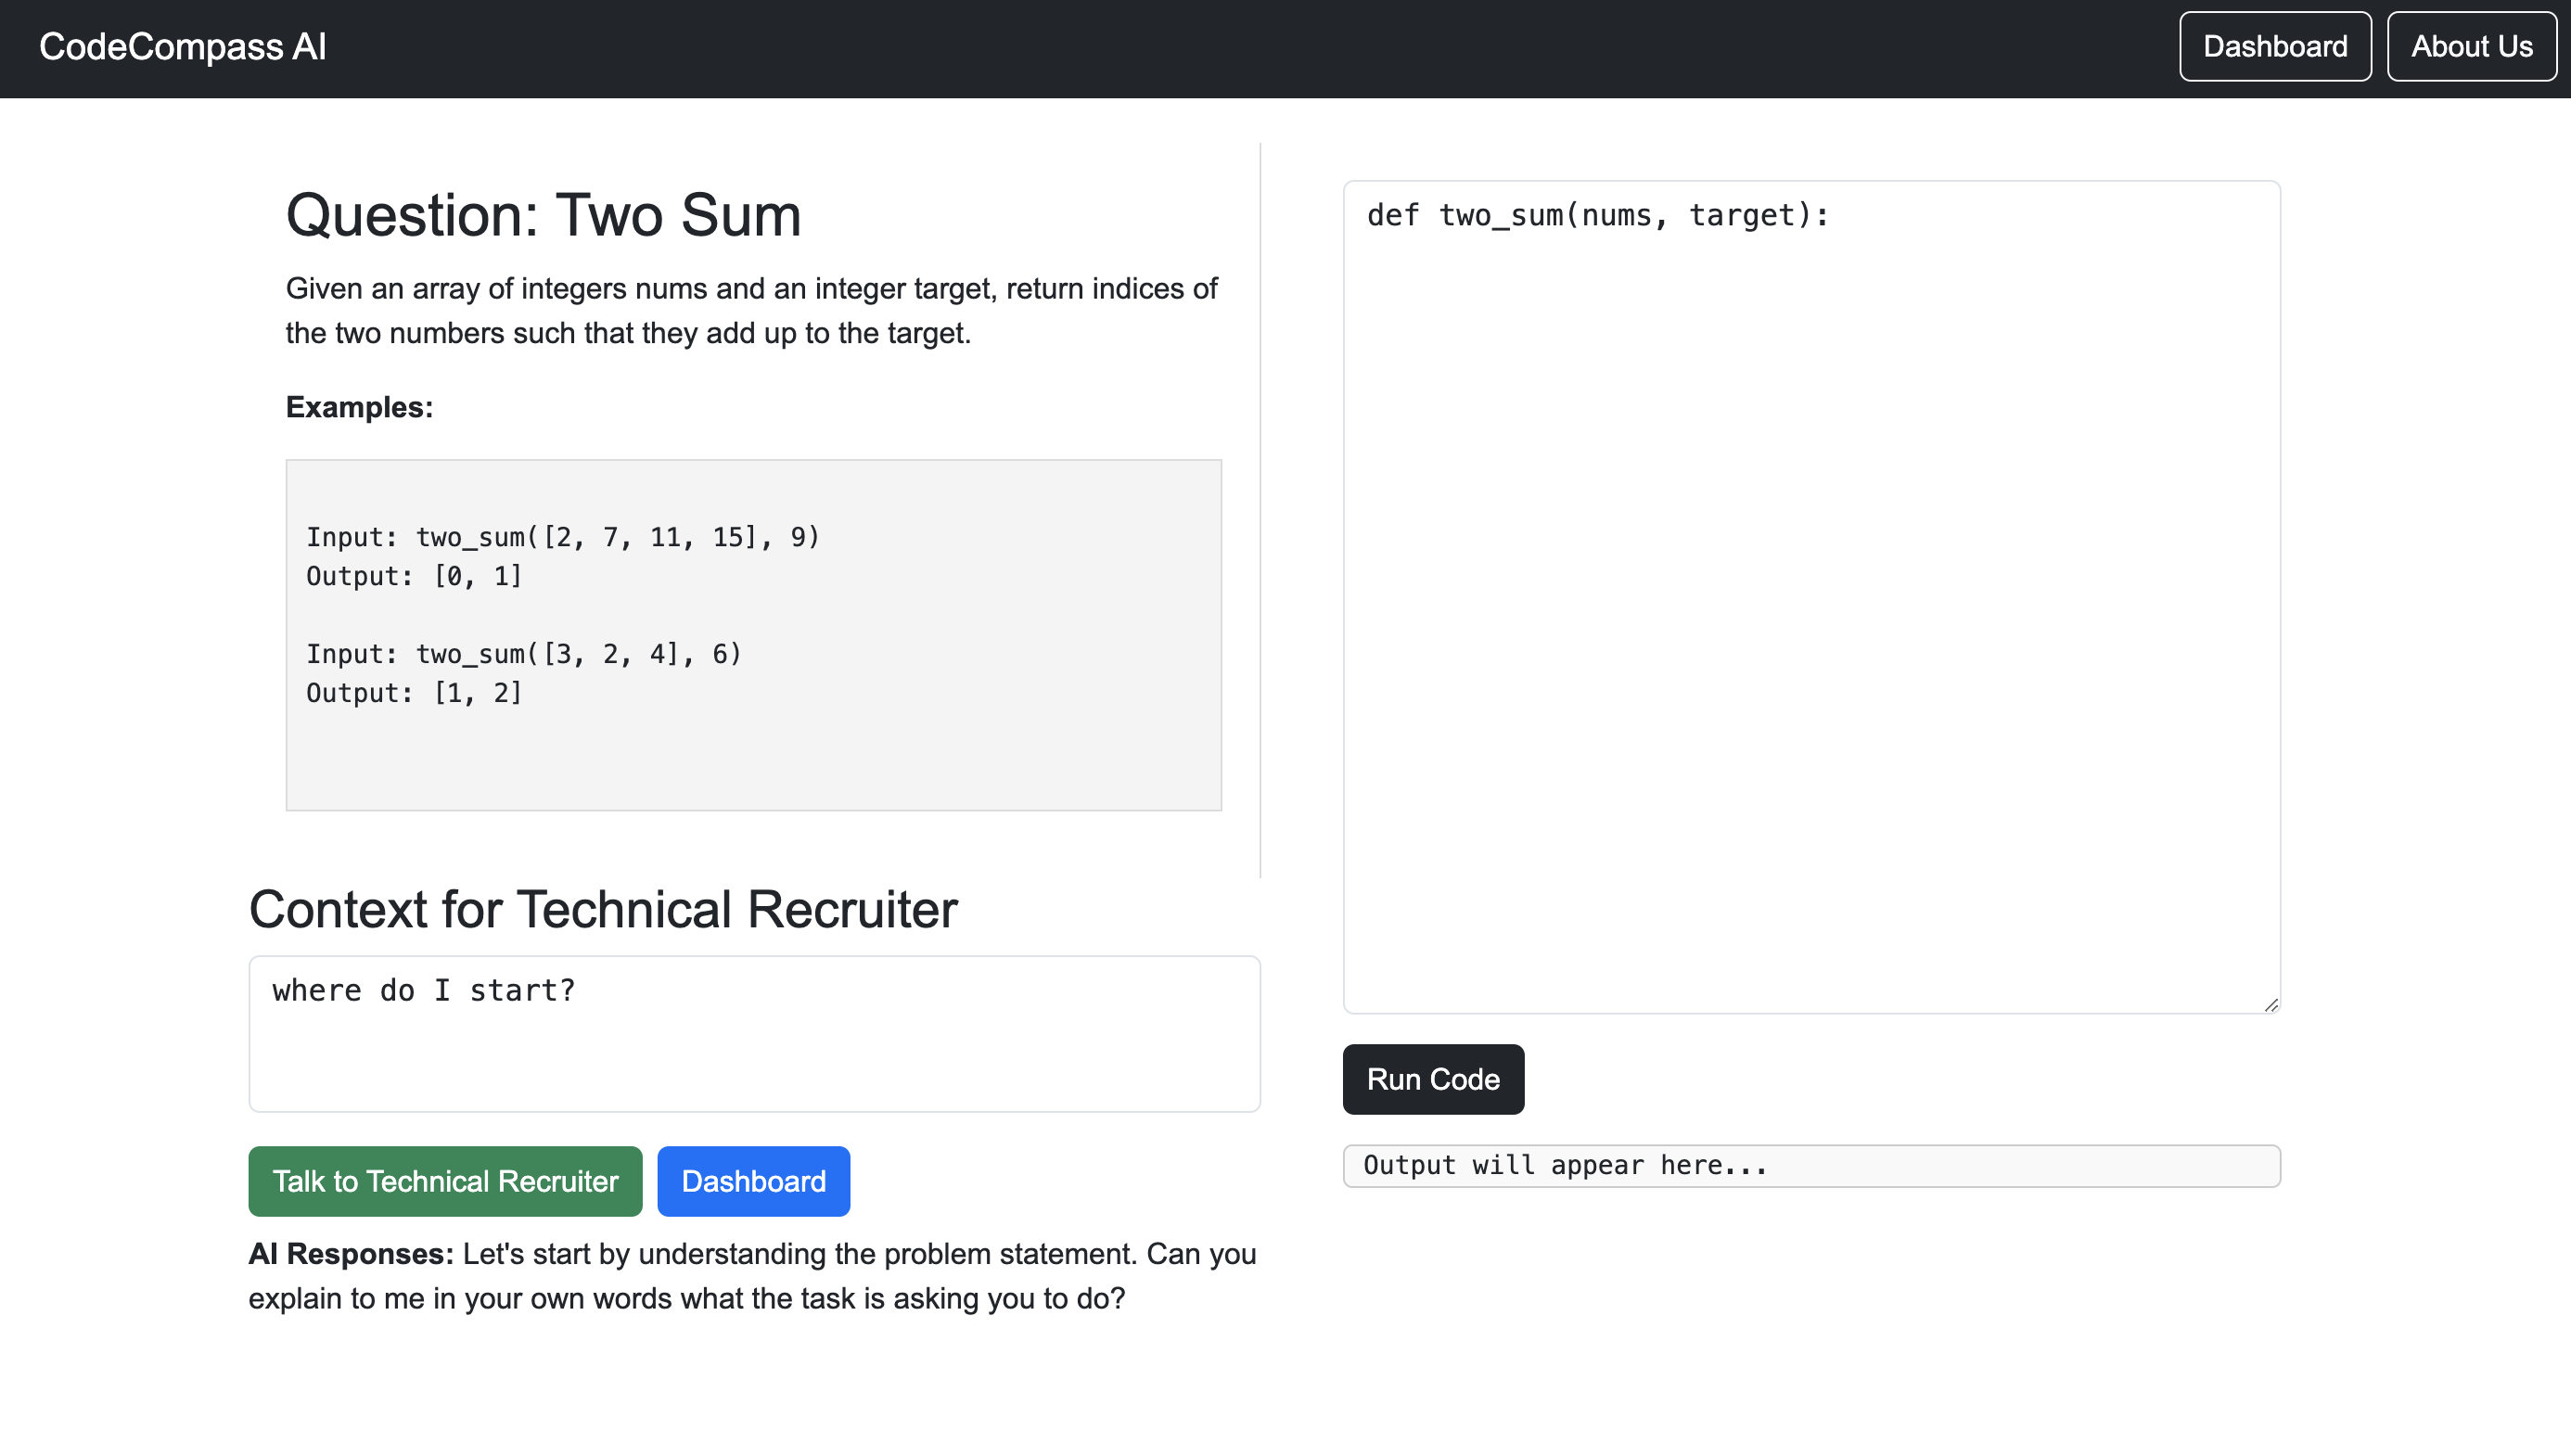 CodeCompass AI
Dashboard
About Us
Question: Two Sum
Given an array of integers nums and an integer target, return indices of
the two numbers such that they add up to the target.
Examples:
Input: two_sum([2, 7, 11, 15], 9)
Output: [0, 1]
Input: two_sum([3, 2, 4], 6)
Output: [1, 2]
Context for Technical Recruiter
where do I start?
Talk to Technical Recruiter
Dashboard
AI Responses: Let's start by understanding the problem statement. Can you
explain to me in your own words what the task is asking you to do?
def two_sum(nums, target):
Run Code
Output will appear here...